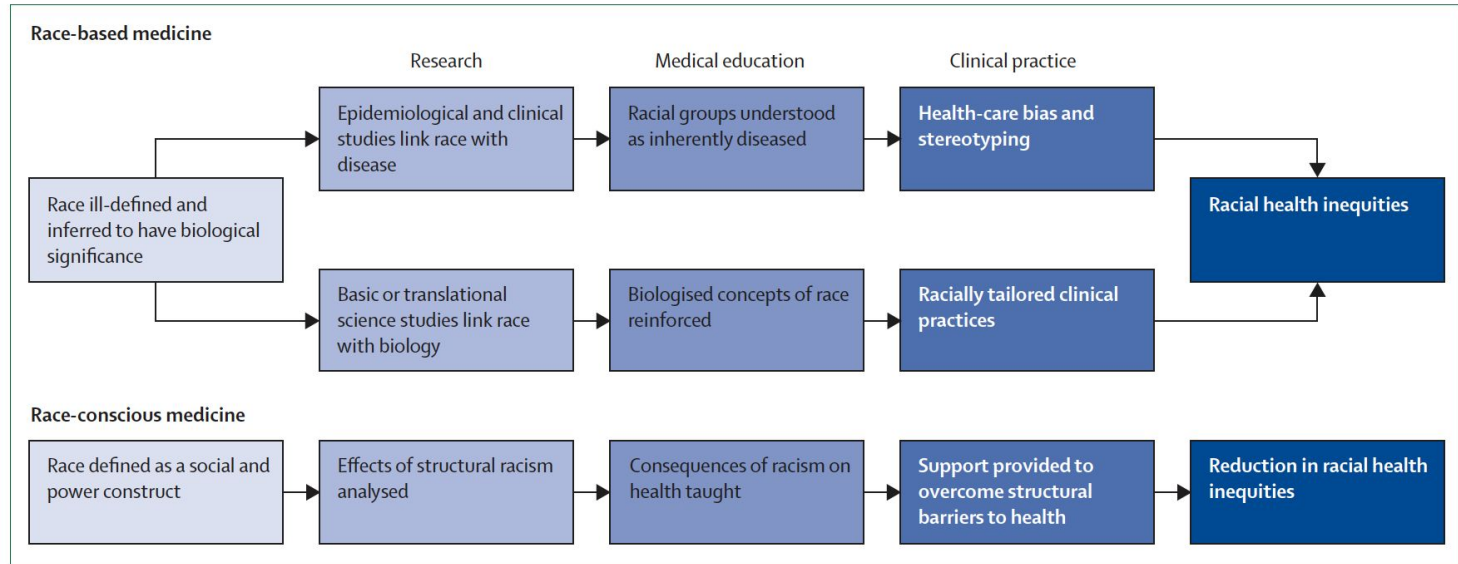 Race-based medicine
Research
Medical education
Clinical practice
Epidemiological and clinical
studies link race with
disease
Racial groups understood
as inherently diseased
Health-care bias and
stereotyping
Race ill-defined and
inferred to have biological
significance
Racial health inequities
Basic or translational
science studies link race
with biology
Biologised concepts of race
reinforced
Racially tailored clinical
practices
Race-conscious medicine
Race defined as a social and
power construct
Effects of structural racism
analysed
Consequences of racism on
health taught
Support provided to
overcome structural
barriers to health
Reduction in racial health
inequities